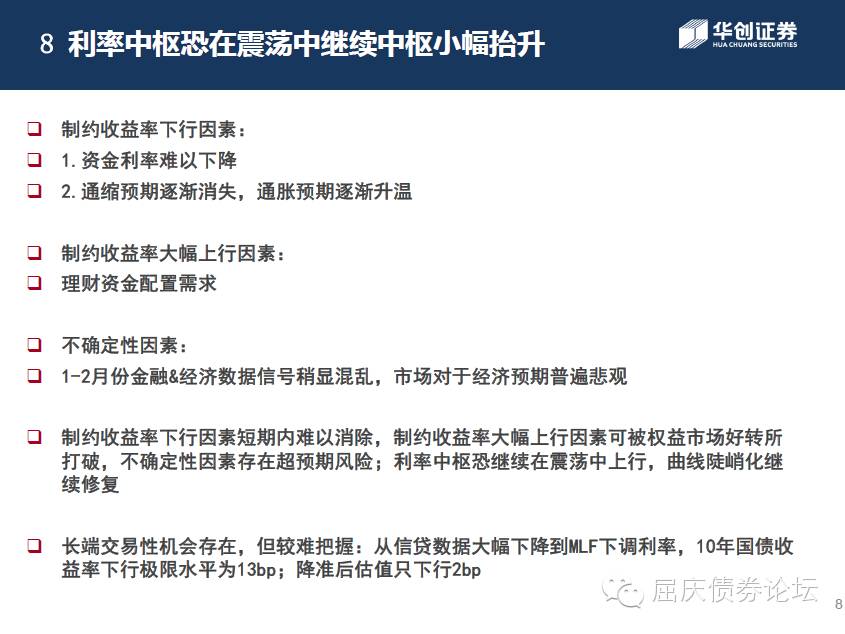 8 利率中枢恐在震荡中继续中枢小幅抬升
华创证券
HUA CHUANG SECURITIES
制约收益率下行因素：
1.资金利率难以下降
2.通缩预期逐渐消失，通胀预期逐渐升温
制约收益率大幅上行因素：
理财资金配置需求
不确定性因素：
1-2月份金融&经济数据信号稍显混乱，市场对于经济预期普遍悲观
制约收益率下行因素短期内难以消除，制约收益率大幅上行因素可被权益市场好转所
打破，不确定性因素存在超预期风险；利率中枢恐继续在震荡中上行，曲线陡峭化继
续修复
长端交易性机会存在，但较难把握：从信贷数据大幅下降到MLF下调利率，10年国债收
益率下行极限水平为13bp；降准后估值只下行2bp
屈庆债券论坛
8